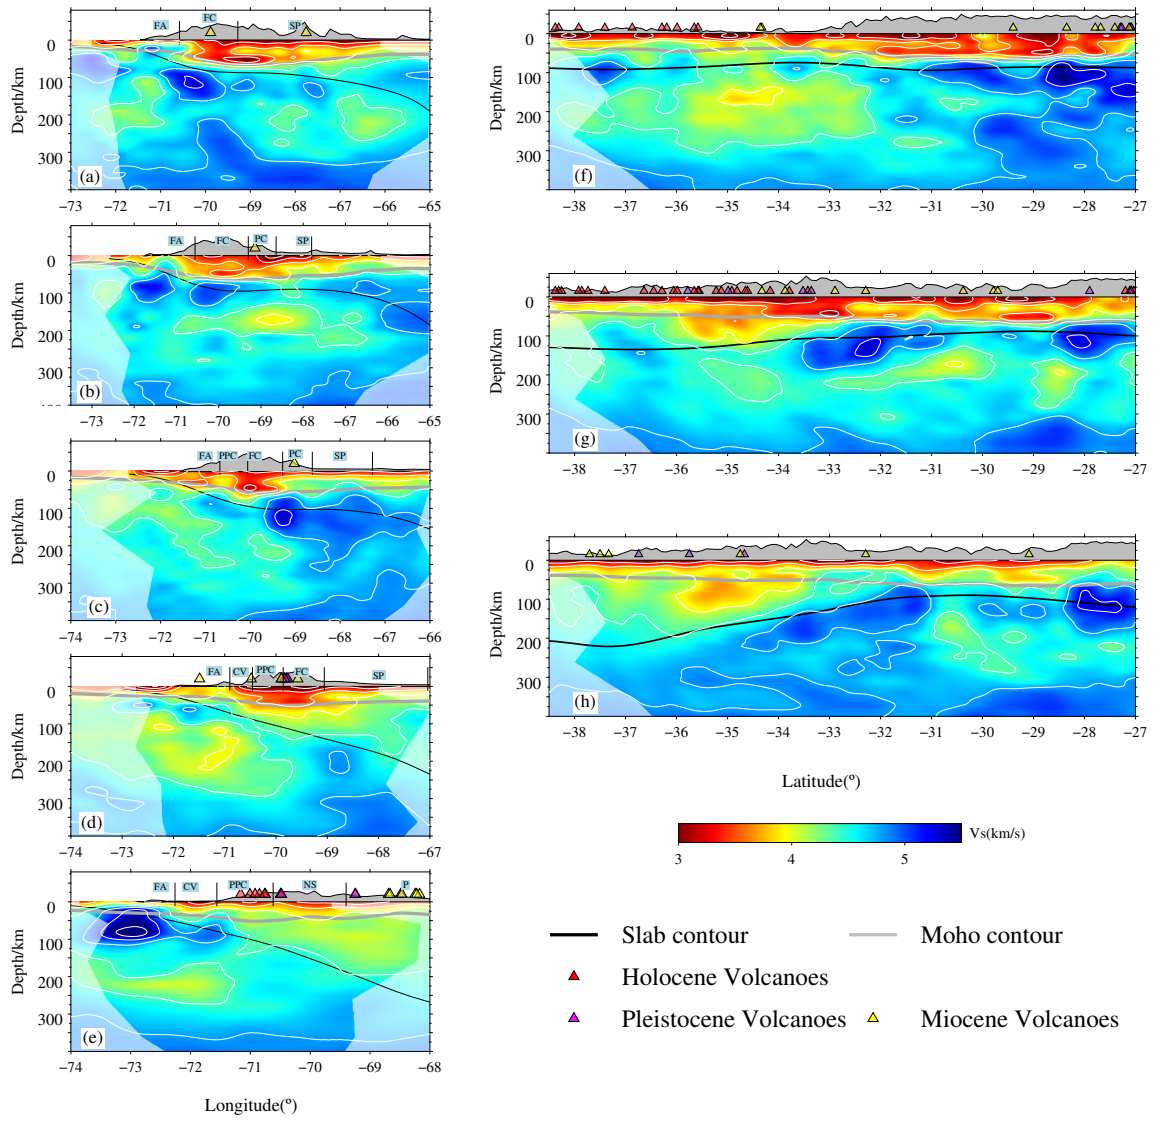 FA FC SP
Depth/km
0
100
200
300
(a)
−73 −72 −71 −70 −69 −68 −67 −66 −65
FA FC PC SP
Depth/km
0
100
200
300
(b)
−73 −72 −71 −70 −69 −68 −67 −66 −65
FA PPC FC PC SP
Depth/km
0
100
200
300
(c)
−74 −73 −72 −71 −70 −69 −68 −67 −66
FA CV PPC FC SP
Depth/km
0
100
200
300
(d)
−74 −73 −72 −71 −70 −69 −68 −67
FA CV PPC NS P
Depth/km
0
100
200
300
(e)
−74 −73 −72 −71 −70 −69 −68
Longitude(º)
Depth/km
0
100
200
300
(f)
−38 −37 −36 −35 −34 −33 −32 −31 −30 −29 −28 −27
Depth/km
0
100
200
300
(g)
−38 −37 −36 −35 −34 −33 −32 −31 −30 −29 −28 −27
Depth/km
0
100
200
300
(h)
−38 −37 −36 −35 −34 −33 −32 −31 −30 −29 −28 −27
Latitude(º)
Vs(km/s)
3 4 5
Slab contour Moho contour
Holocene Volcanoes
Pleistocene Volcanoes Miocene Volcanoes